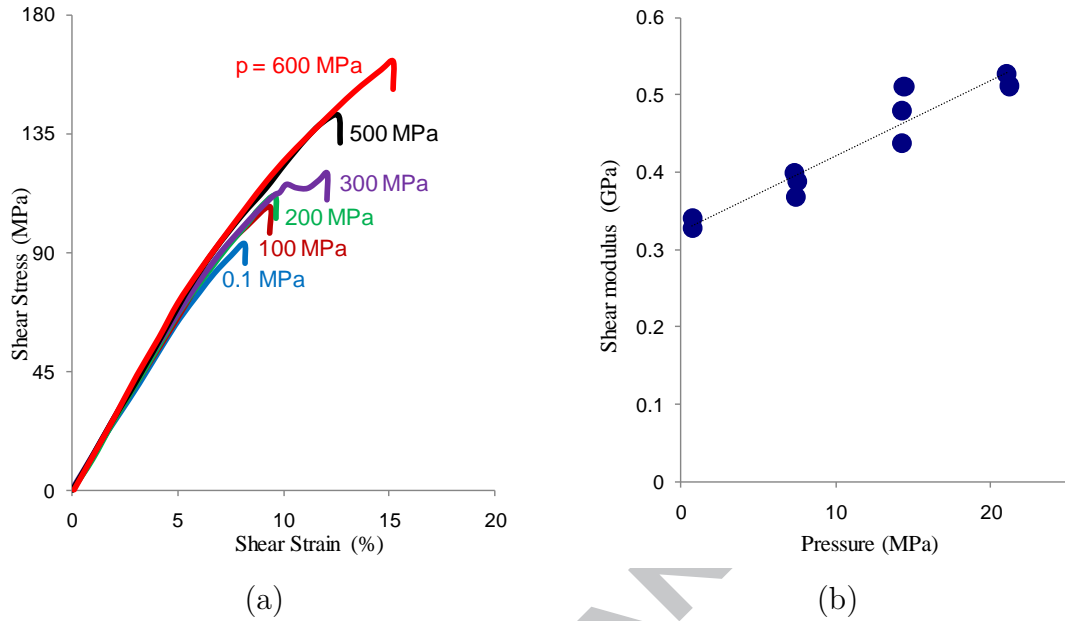 180
135
90
45
0
0
5
10
15
20
Shear Stress (MPa)
Shear Strain (%)
p = 600 MPa
500 MPa
300 MPa
200 MPa
100 MPa
0.1 MPa
(a)
0.6
0.5
0.4
0.3
0.2
0.1
0
0
10
20
Shear modulus (GPa)
Pressure (MPa)
(b)